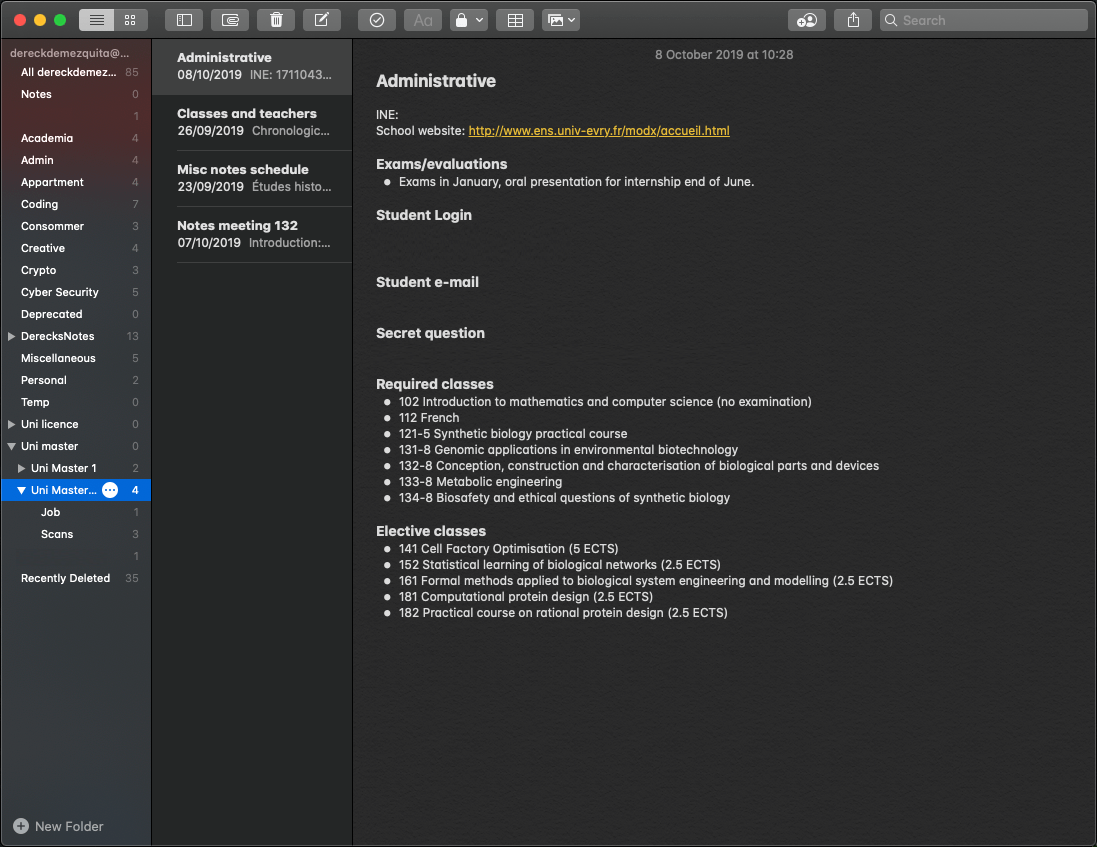 Aa
Search
dereckdemezquita@...
All dereckdemez... 85
Notes 0
1
Academia 4
Admin 4
Appartment 4
Coding 7
Consommer 3
Creative 4
Crypto 3
Cyber Security 5
Deprecated 0
DerecksNotes 13
Miscellaneous 5
Personal 2
Temp 0
Uni licence 0
Uni master 0
Uni Master 1 2
Uni Master... 4
Job 1
Scans 3
1
Recently Deleted 35
New Folder
Administrative
08/10/2019 INE: 1711043...
Classes and teachers
26/09/2019 Chronologic...
Misc notes schedule
23/09/2019 Études histo...
Notes meeting 132
07/10/2019 Introduction:...
8 October 2019 at 10:28
Administrative
INE:
School website: http://www.ens.univ-evry.fr/modx/accueil.html
Exams/evaluations
• Exams in January, oral presentation for internship end of June.
Student Login
Student e-mail
Secret question
Required classes
• 102 Introduction to mathematics and computer science (no examination)
• 112 French
• 121-5 Synthetic biology practical course
• 131-8 Genomic applications in environmental biotechnology
• 132-8 Conception, construction and characterisation of biological parts and devices
• 133-8 Metabolic engineering
• 134-8 Biosafety and ethical questions of synthetic biology
Elective classes
• 141 Cell Factory Optimisation (5 ECTS)
• 152 Statistical learning of biological networks (2.5 ECTS)
• 161 Formal methods applied to biological system engineering and modelling (2.5 ECTS)
• 181 Computational protein design (2.5 ECTS)
• 182 Practical course on rational protein design (2.5 ECTS)